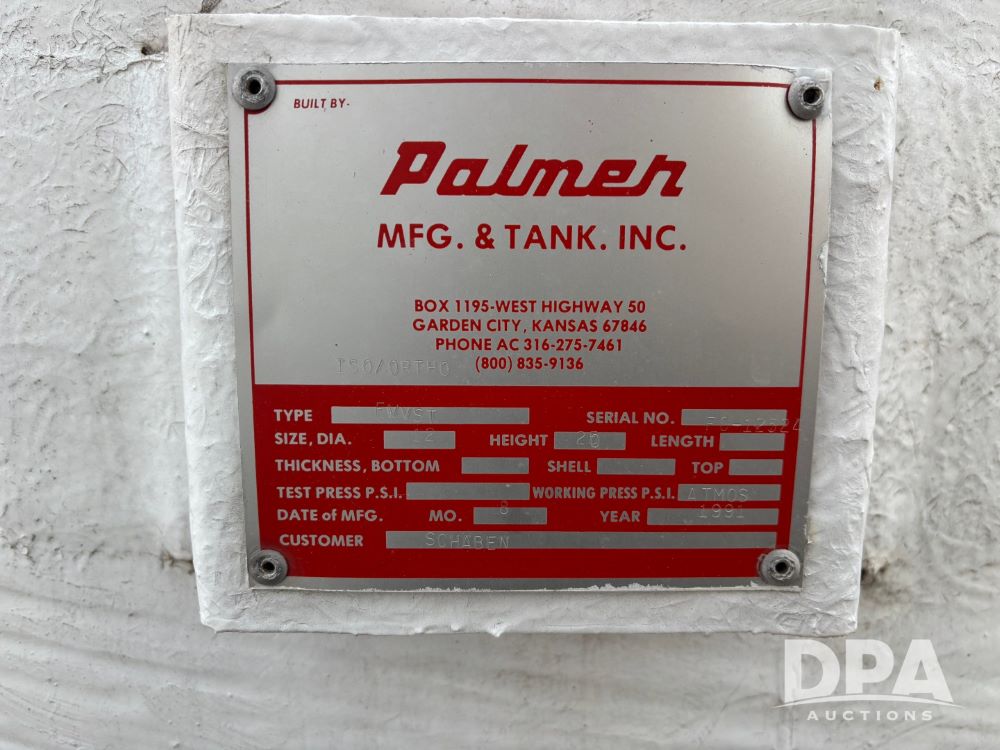 BUILT BY-
Palmer
MFG. & TANK. INC.
BOX 1195-WEST HIGHWAY 50
GARDEN CITY, KANSAS 67846
PHONE AC 316-275-7461
(800) 835-9136
ISO/ORTHO
TYPE FWVST SERIAL NO.
SIZE, DIA. 12 HEIGHT LENGTH
THICKNESS, BOTTOM SHELL TOP
TEST PRESS P.S.I. WORKING PRESS P.S.I. ATMOS
DATE of MFG. MO. YEAR 1991
CUSTOMER SCHABEN
DPA
AUCTIONS